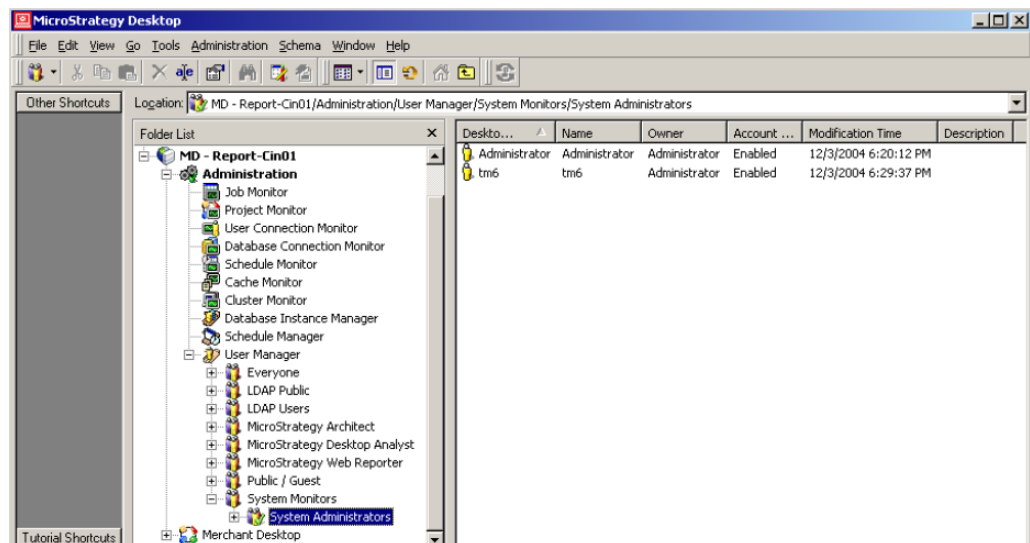 MicroStrategy Desktop
File Edit View Go Tools Administration Schema Window Help
Other Shortcuts
Location: MD - Report-Cin01/Administration/User Manager/System Monitors/System Administrators
Folder List
MD - Report-Cin01
Administration
Job Monitor
Project Monitor
User Connection Monitor
Database Connection Monitor
Schedule Monitor
Cache Monitor
Cluster Monitor
Database Instance Manager
Schedule Manager
User Manager
Everyone
LDAP Public
LDAP Users
MicroStrategy Architect
MicroStrategy Desktop Analyst
MicroStrategy Web Reporter
Public / Guest
System Monitors
System Administrators
Merchant Desktop
Tutorial Shortcuts
Deskto... Name Owner Account ... Modification Time Description
Administrator Administrator Administrator Enabled 12/3/2004 6:20:12 PM
tm6 tm6 Administrator Enabled 12/3/2004 6:29:37 PM